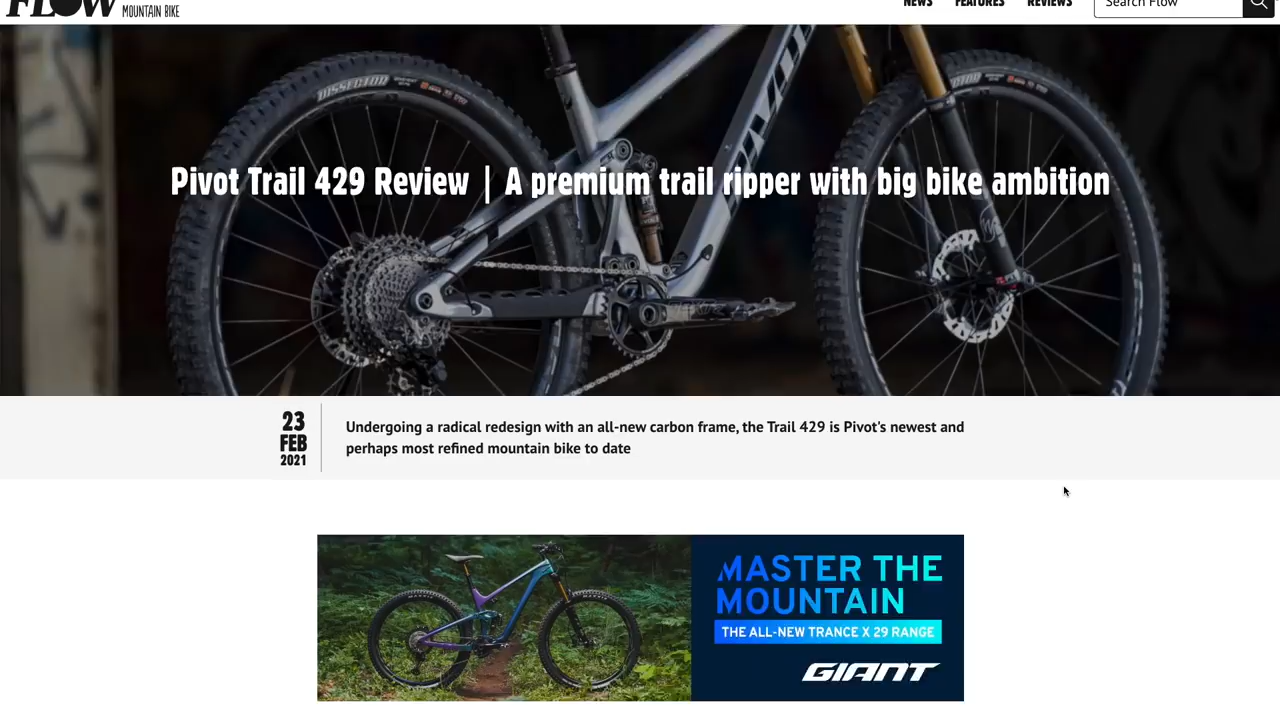 FLOW MOUNTAIN BIKE
NEWS FEATURES REVIEWS Search Flow
DISSECTOR
PIVOT
Pivot Trail 429 Review | A premium trail ripper with big bike ambition
23 FEB 2021
Undergoing a radical redesign with an all-new carbon frame, the Trail 429 is Pivot's newest and
perhaps most refined mountain bike to date
MASTER THE
MOUNTAIN
THE ALL-NEW TRANCE X 29 RANGE
GIANT